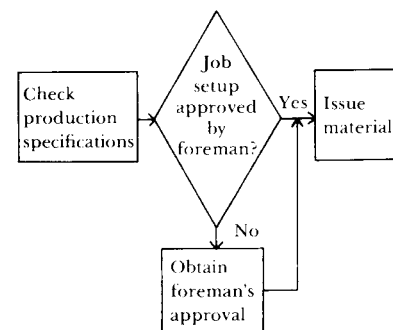 Check
production
specifications
Job
setup
approved
by
foreman?
Yes
Issue
material
No
Obtain
foreman's
approval